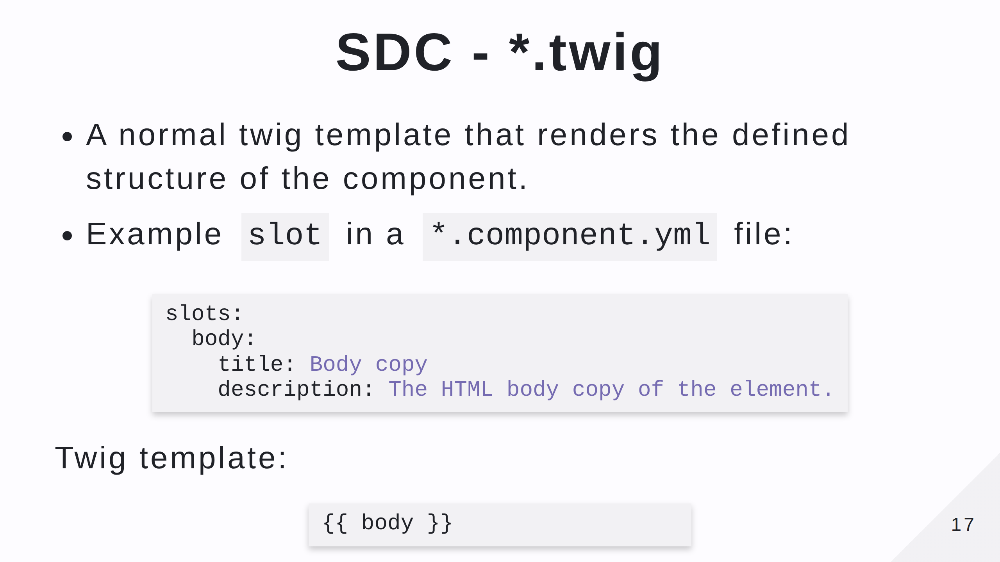 SDC - *.twig
• A normal twig template that renders the defined
structure of the component.
• Example slot in a *.component.yml file:
slots:
  body:
    title: Body copy
    description: The HTML body copy of the element.
Twig template:
{{ body }}
17